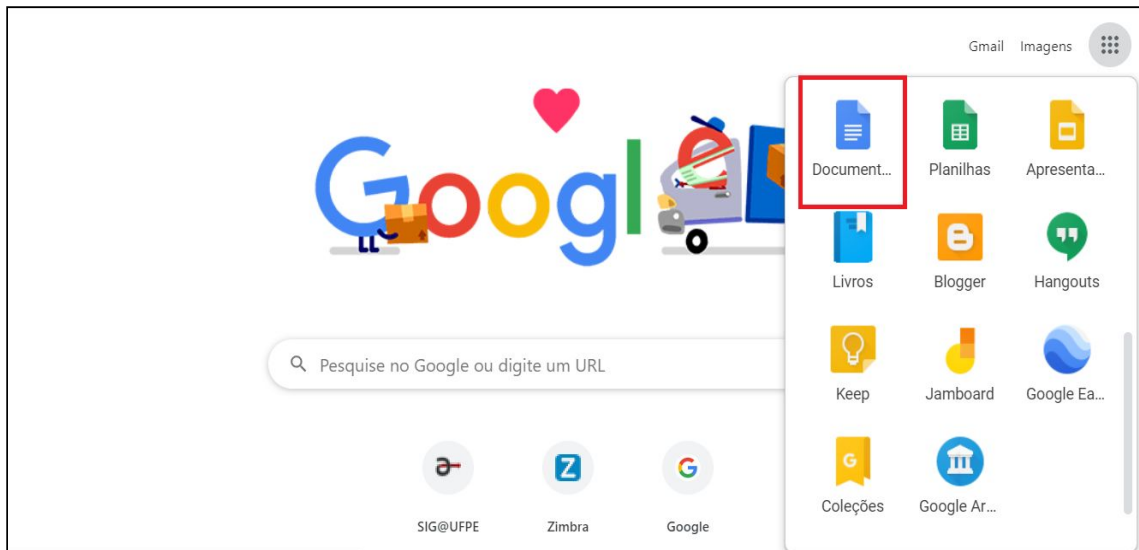 Gmail Imagens
Google
Document... Planilhas Apresenta...
Livros Blogger Hangouts
Pesquise no Google ou digite um URL
Keep Jamboard Google Ea...
G
Coleções Google Ar...
Z G
SIG@UFPE Zimbra Google